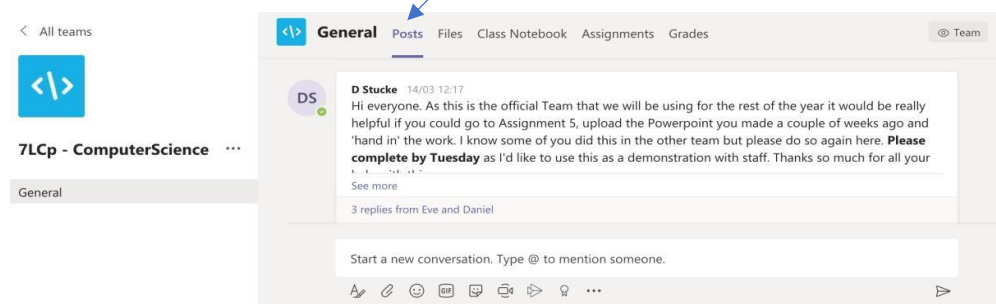 All teams
</>
7LCp - ComputerScience ...
General
</> General Posts Files Class Notebook Assignments Grades
Team
DS
D Stucke 14/03 12:17
Hi everyone. As this is the official Team that we will be using for the rest of the year it would be really
helpful if you could go to Assignment 5, upload the Powerpoint you made a couple of weeks ago and
'hand in' the work. I know some of you did this in the other team but please do so again here. Please
complete by Tuesday as I'd like to use this as a demonstration with staff. Thanks so much for all your
See more
3 replies from Eve and Daniel
Start a new conversation. Type @ to mention someone.
GIF